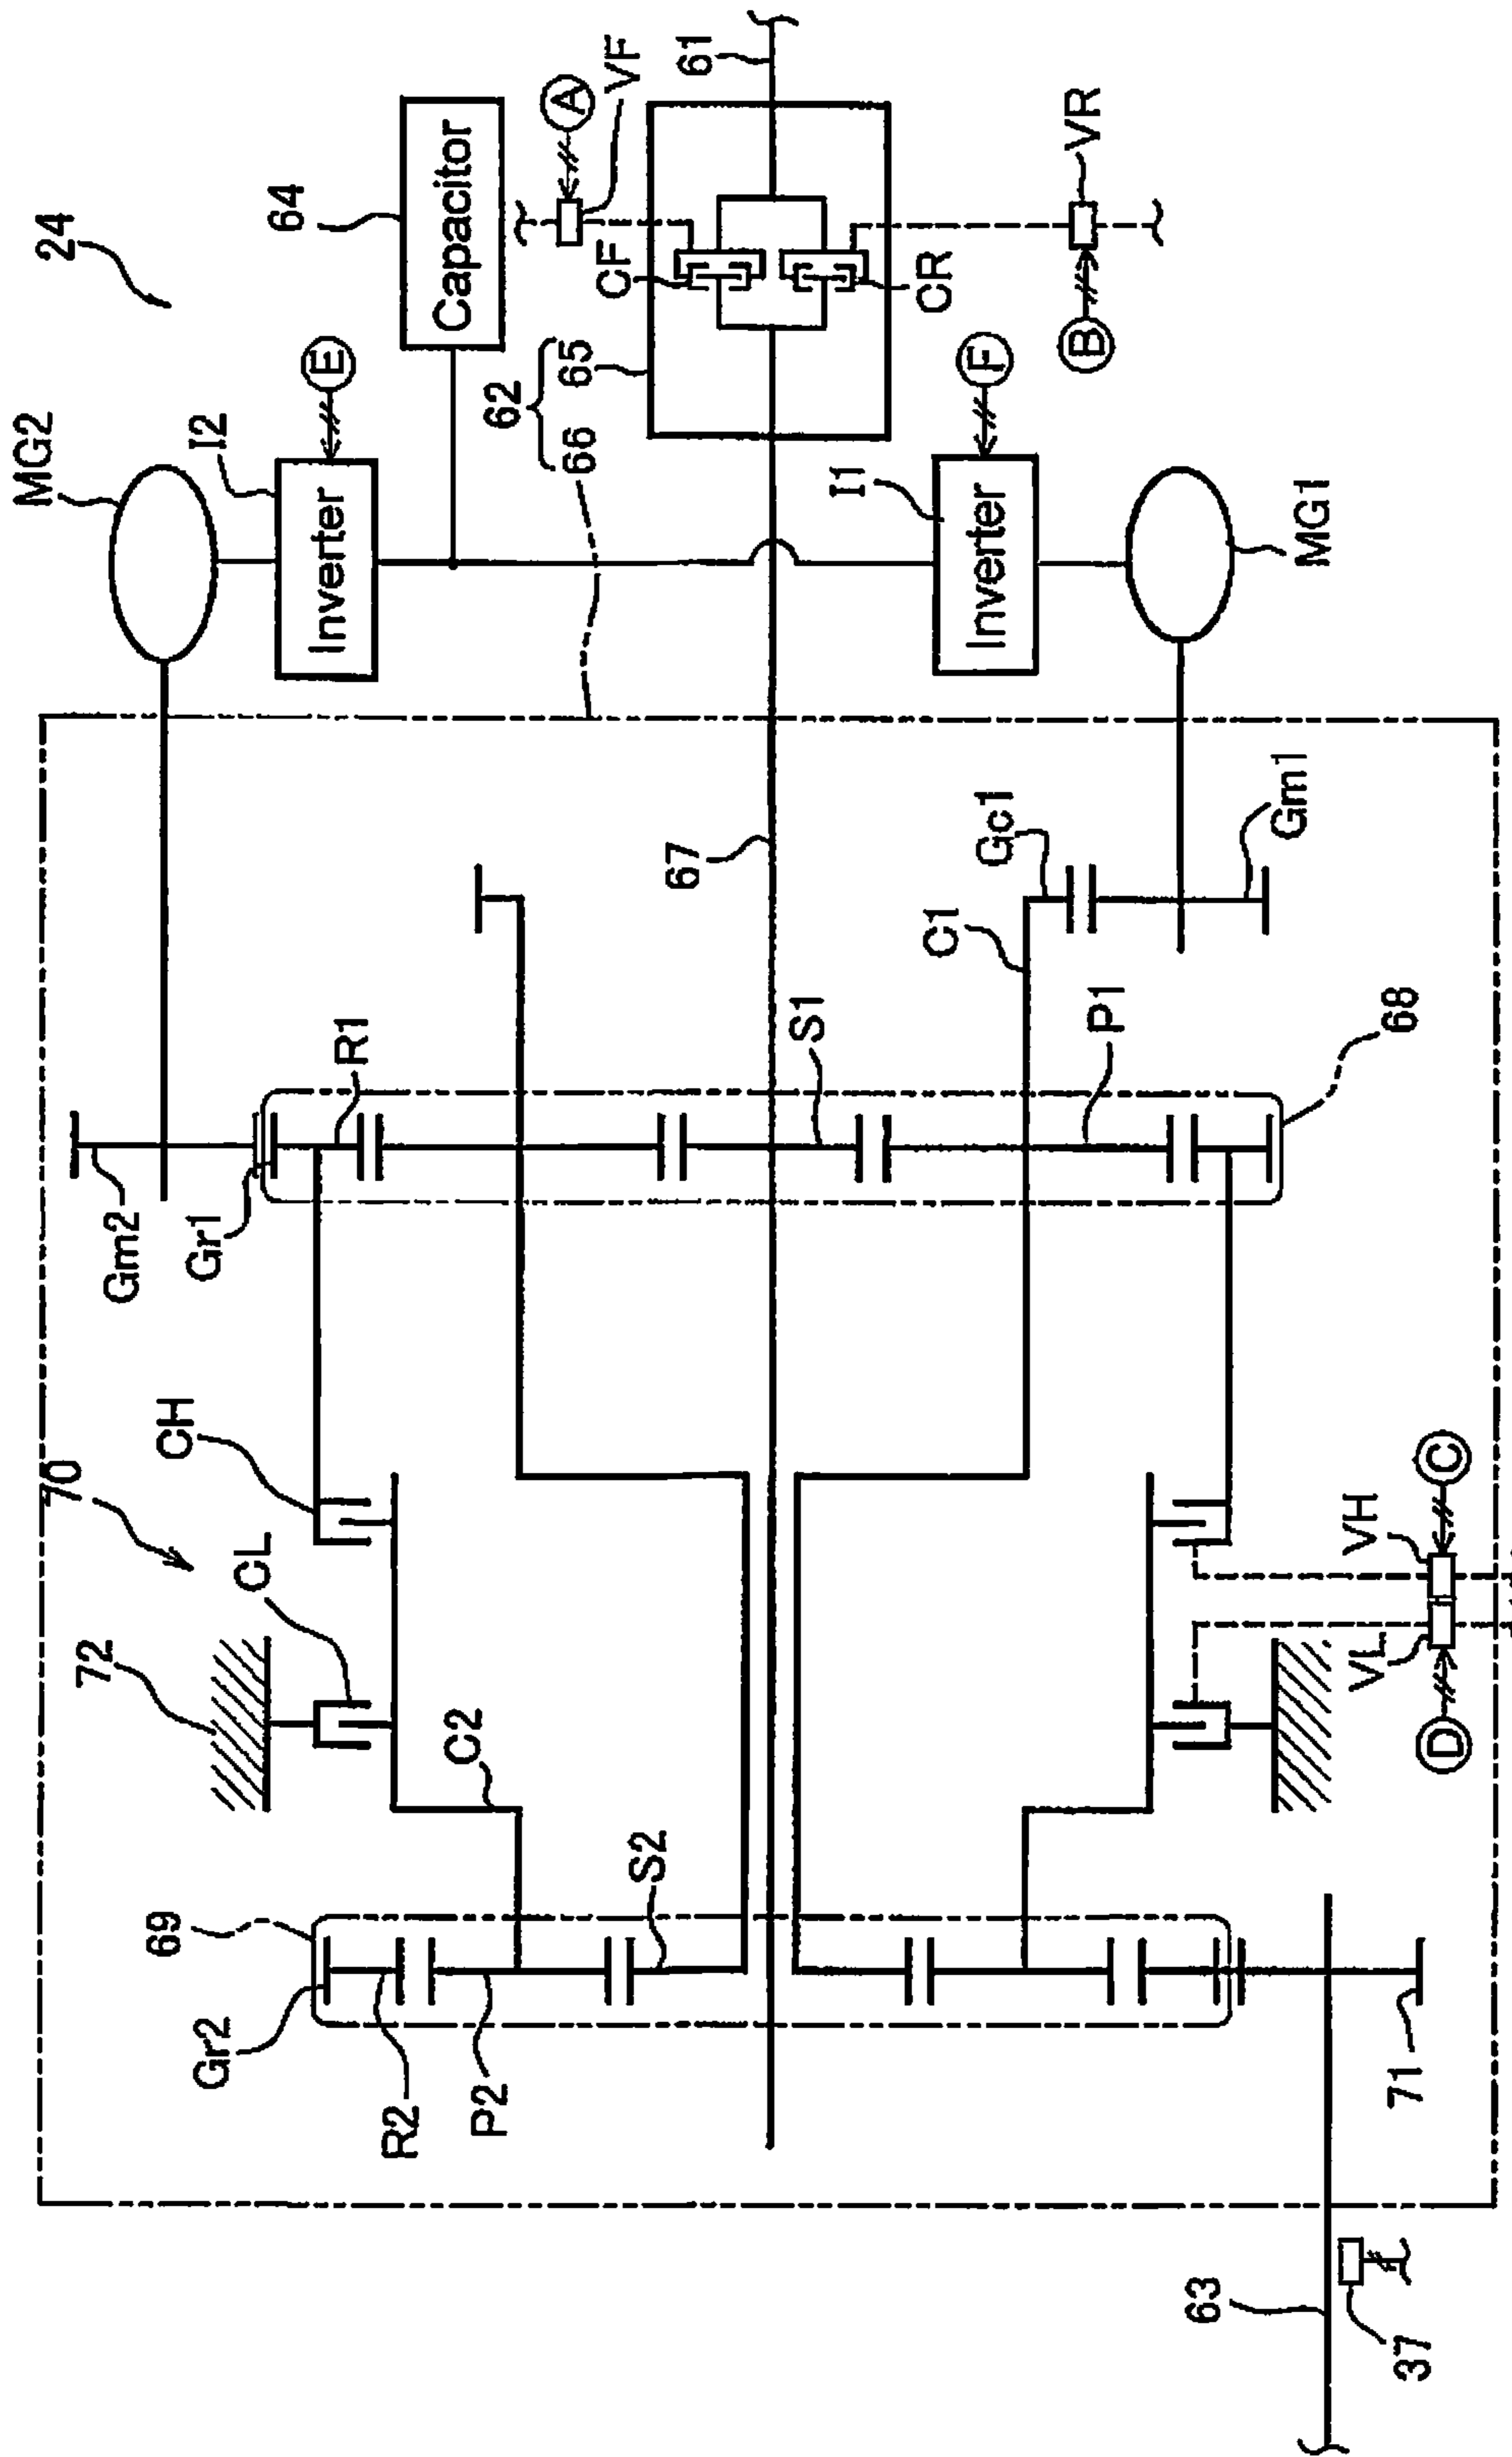 24
64
Capacitor
A
VF
61
CF
CR
VR
B
62
65
66
MG2
I2
E
Inverter
I1
F
Inverter
MG1
67
Gc1
Gm1
C1
S1
P1
68
R1
Gm2
Gr1
CH
70
CL
72
C2
S2
69
Gr2
R2
P2
VH
C
VL
D
71
63
37